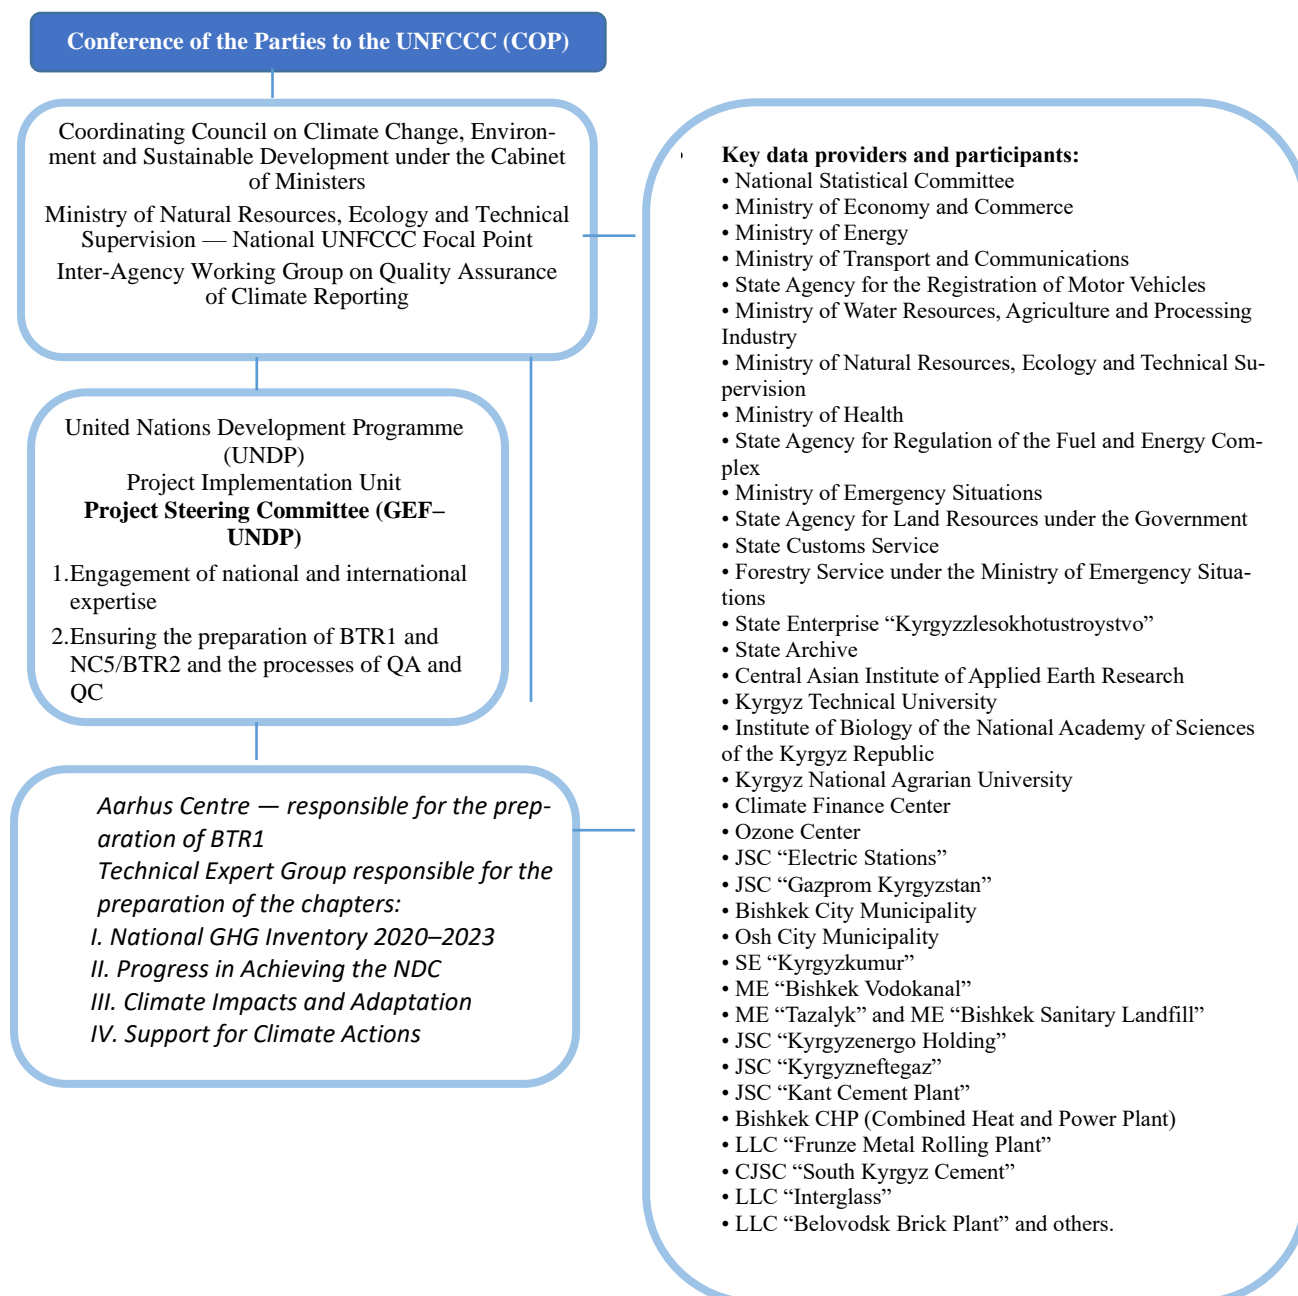 Conference of the Parties to the UNFCCC (COP)
Coordinating Council on Climate Change, Environ-
ment and Sustainable Development under the Cabinet
of Ministers
Ministry of Natural Resources, Ecology and Technical
Supervision — National UNFCCC Focal Point
Inter-Agency Working Group on Quality Assurance
of Climate Reporting
United Nations Development Programme
(UNDP)
Project Implementation Unit
Project Steering Committee (GEF–
UNDP)
1.Engagement of national and international
expertise
2.Ensuring the preparation of BTR1 and
NC5/BTR2 and the processes of QA and
QC
Aarhus Centre — responsible for the prep-
aration of BTR1
Technical Expert Group responsible for the
preparation of the chapters:
I. National GHG Inventory 2020–2023
II. Progress in Achieving the NDC
III. Climate Impacts and Adaptation
IV. Support for Climate Actions
Key data providers and participants:
• National Statistical Committee
• Ministry of Economy and Commerce
• Ministry of Energy
• Ministry of Transport and Communications
• State Agency for the Registration of Motor Vehicles
• Ministry of Water Resources, Agriculture and Processing
Industry
• Ministry of Natural Resources, Ecology and Technical Su-
pervision
• Ministry of Health
• State Agency for Regulation of the Fuel and Energy Com-
plex
• Ministry of Emergency Situations
• State Agency for Land Resources under the Government
• State Customs Service
• Forestry Service under the Ministry of Emergency Situa-
tions
• State Enterprise “Kyrgyzzlesokhotustroystvo”
• State Archive
• Central Asian Institute of Applied Earth Research
• Kyrgyz Technical University
• Institute of Biology of the National Academy of Sciences
of the Kyrgyz Republic
• Kyrgyz National Agrarian University
• Climate Finance Center
• Ozone Center
• JSC “Electric Stations”
• JSC “Gazprom Kyrgyzstan”
• Bishkek City Municipality
• Osh City Municipality
• SE “Kyrgyzkumur”
• ME “Bishkek Vodokanal”
• ME “Tazalyk” and ME “Bishkek Sanitary Landfill”
• JSC “Kyrgyzenergo Holding”
• JSC “Kyrgyzneftegaz”
• JSC “Kant Cement Plant”
• Bishkek CHP (Combined Heat and Power Plant)
• LLC “Frunze Metal Rolling Plant”
• CJSC “South Kyrgyz Cement”
• LLC “Interglass”
• LLC “Belovodsk Brick Plant” and others.